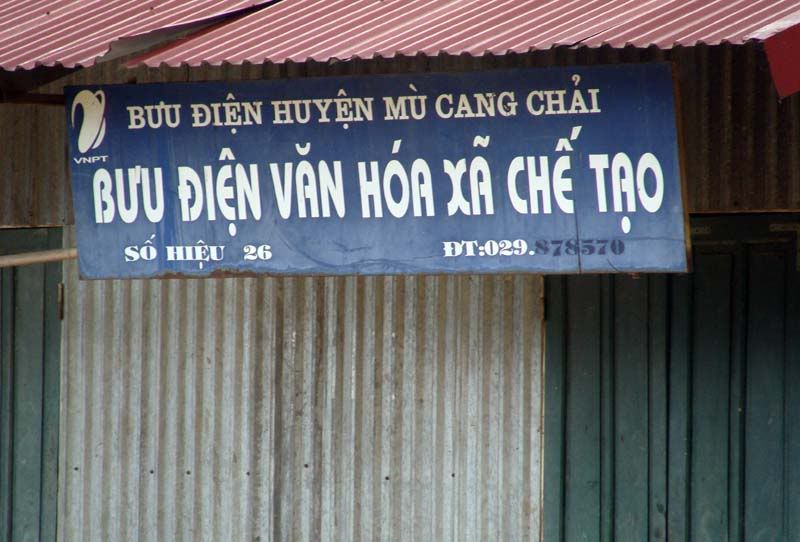 BƯU ĐIỆN HUYỆN MÙ CANG CHẢI
VNPT
BƯU ĐIỆN VĂN HÓA XÃ CHẾ TẠO
SỐ HIỆU 26 ĐT:029.878570